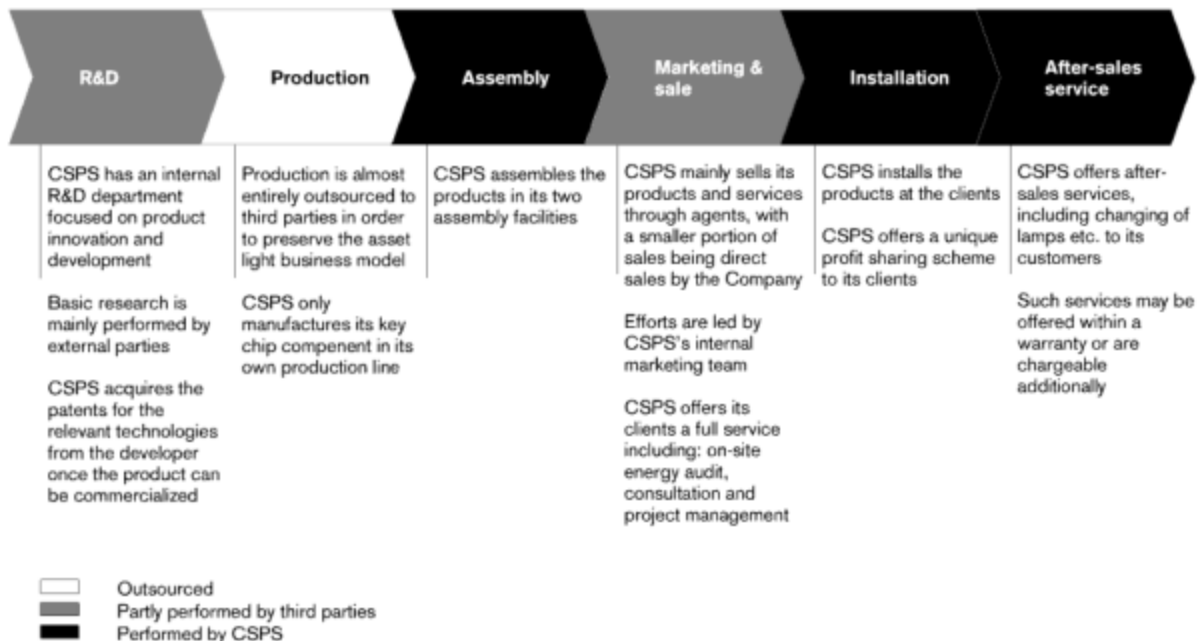 R&D
Production
Assembly
Marketing &
sale
Installation
After-sales
service
CSPS has an internal
R&D department
focused on product
innovation and
development
Basic research is
mainly performed by
external parties
CSPS acquires the
patents for the
relevant technologies
from the developer
once the product can
be commercialized
Production is almost
entirely outsourced to
third parties in order
to preserve the asset
light business model
CSPS only
manufactures its key
chip compenent in its
own production line
CSPS assembles the
products in its two
assembly facilities
CSPS mainly sells its
products and services
through agents, with
a smaller portion of
sales being direct
sales by the Company
Efforts are led by
CSPS's internal
marketing team
CSPS offers its
clients a full service
including: on-site
energy audit,
consultation and
project management
CSPS installs the
products at the clients
CSPS offers a unique
profit sharing scheme
to its clients
CSPS offers after-
sales services,
including changing of
lamps etc. to its
customers
Such services may be
offered within a
warranty or are
chargeable
additionally
Outsourced
Partly performed by third parties
Performed by CSPS